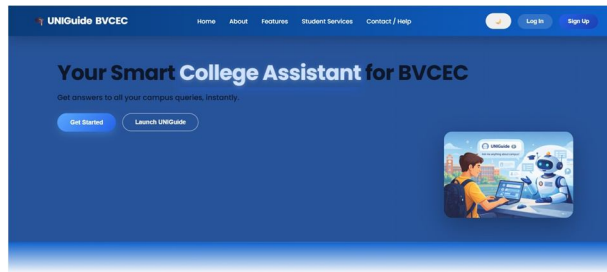 UNIGuide BVCEC
Home About Features Student Services Contact / Help
Log In Sign Up
Your Smart College Assistant for BVCEC
Get answers to all your campus queries, instantly.
Get Started Launch UNIGuide
UNIGuide